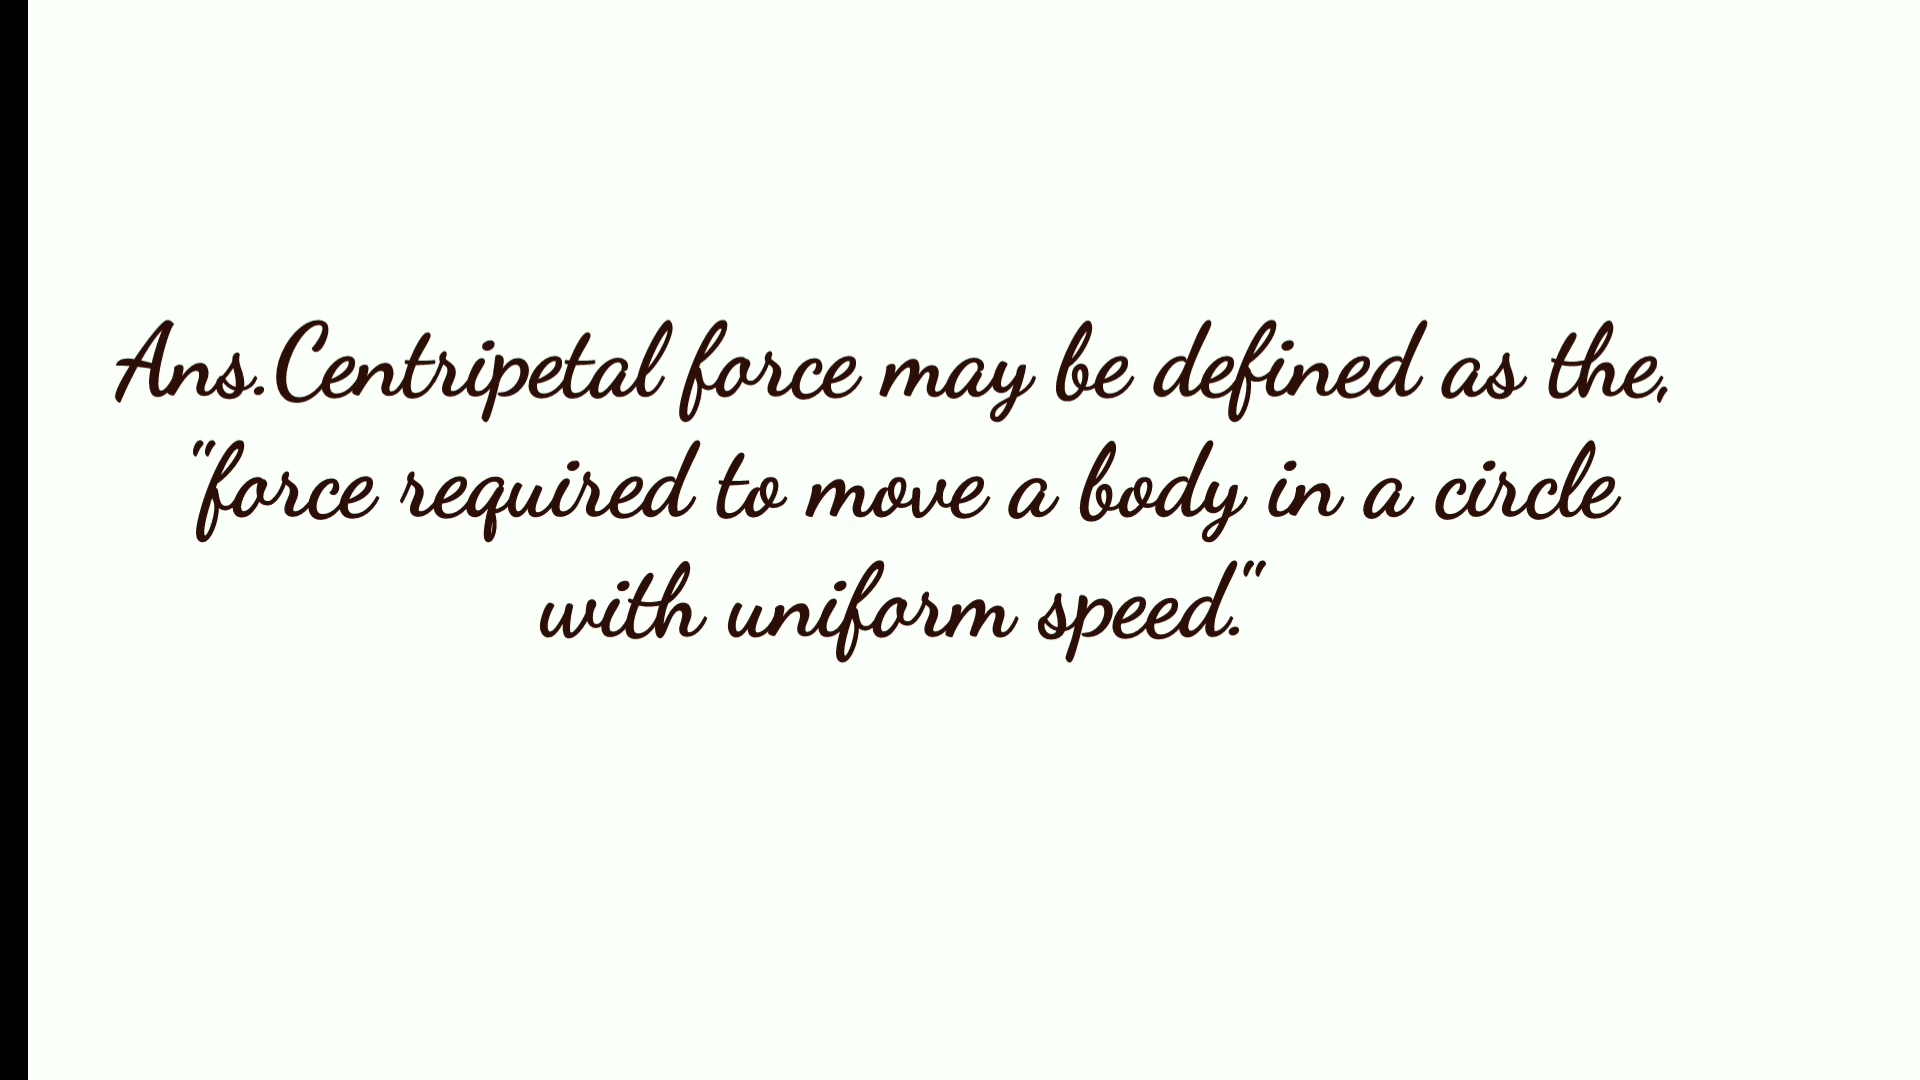 Ans.Centripetal force may be defined as the,
"force required to move a body in a circle
with uniform speed."